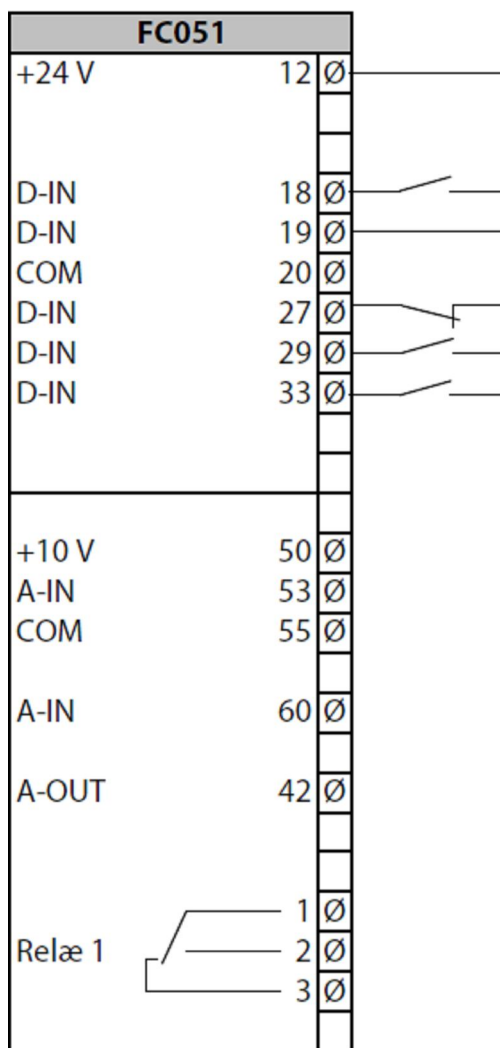 FC051
+24 V 12 Ø
D-IN 18 Ø
D-IN 19 Ø
COM 20 Ø
D-IN 27 Ø
D-IN 29 Ø
D-IN 33 Ø
+10 V 50 Ø
A-IN 53 Ø
COM 55 Ø
A-IN 60 Ø
A-OUT 42 Ø
1 Ø
Relæ 1 2 Ø
3 Ø